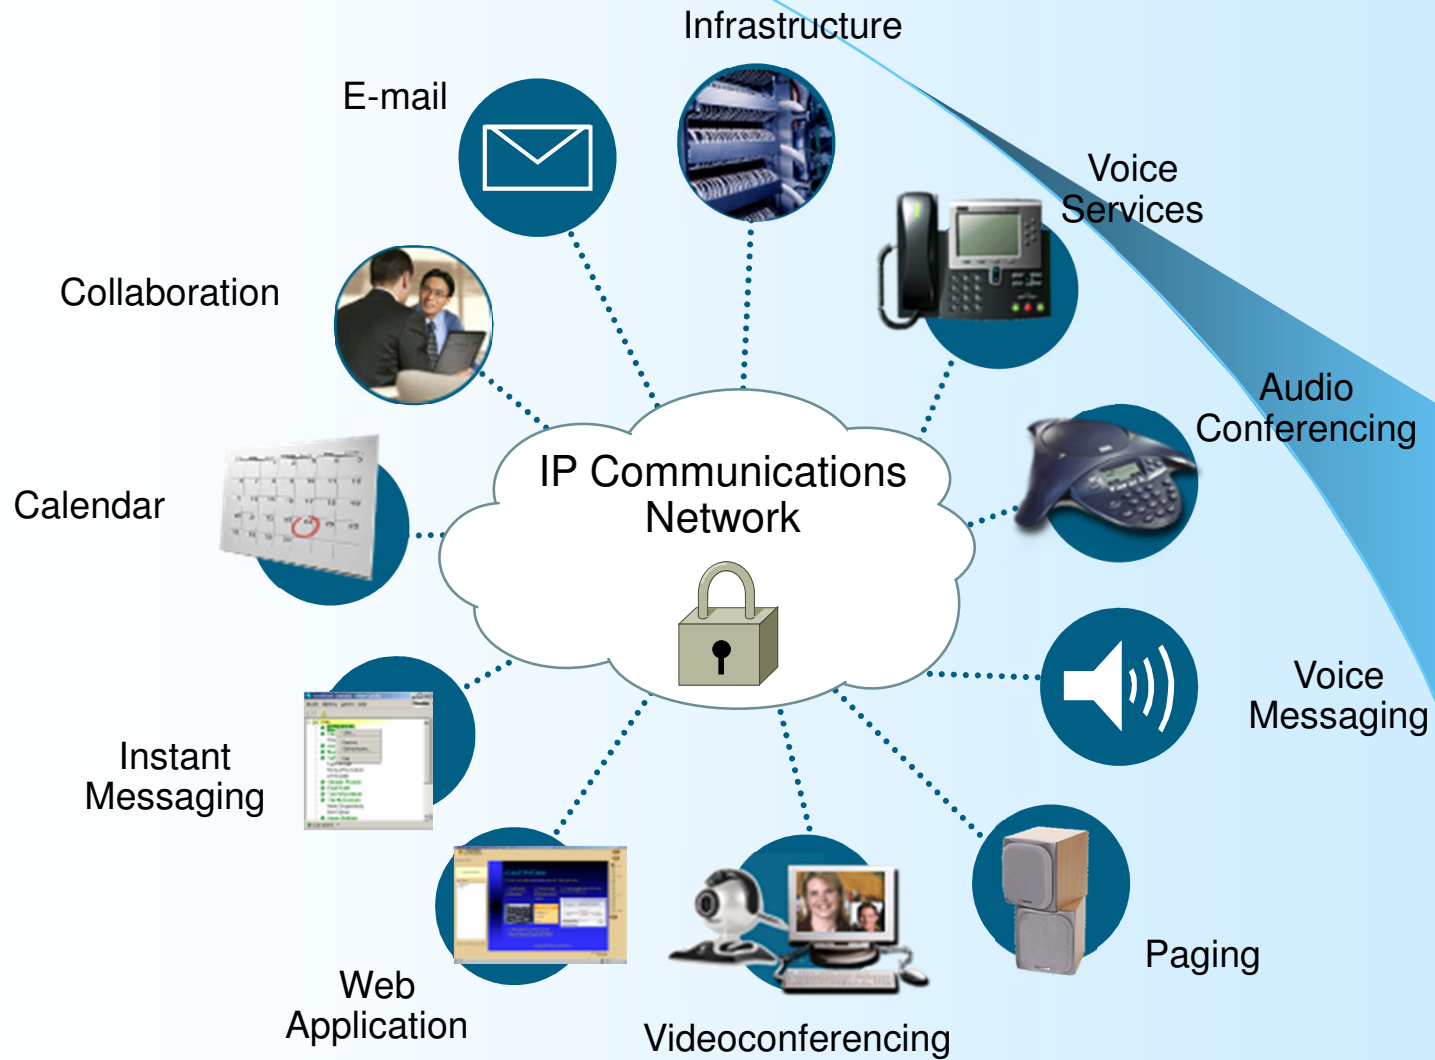 Infrastructure
E-mail
Voice
Services
Collaboration
Audio
Conferencing
IP Communications
Network
Calendar
Voice
Messaging
Instant
Messaging
Paging
Web
Application
Videoconferencing